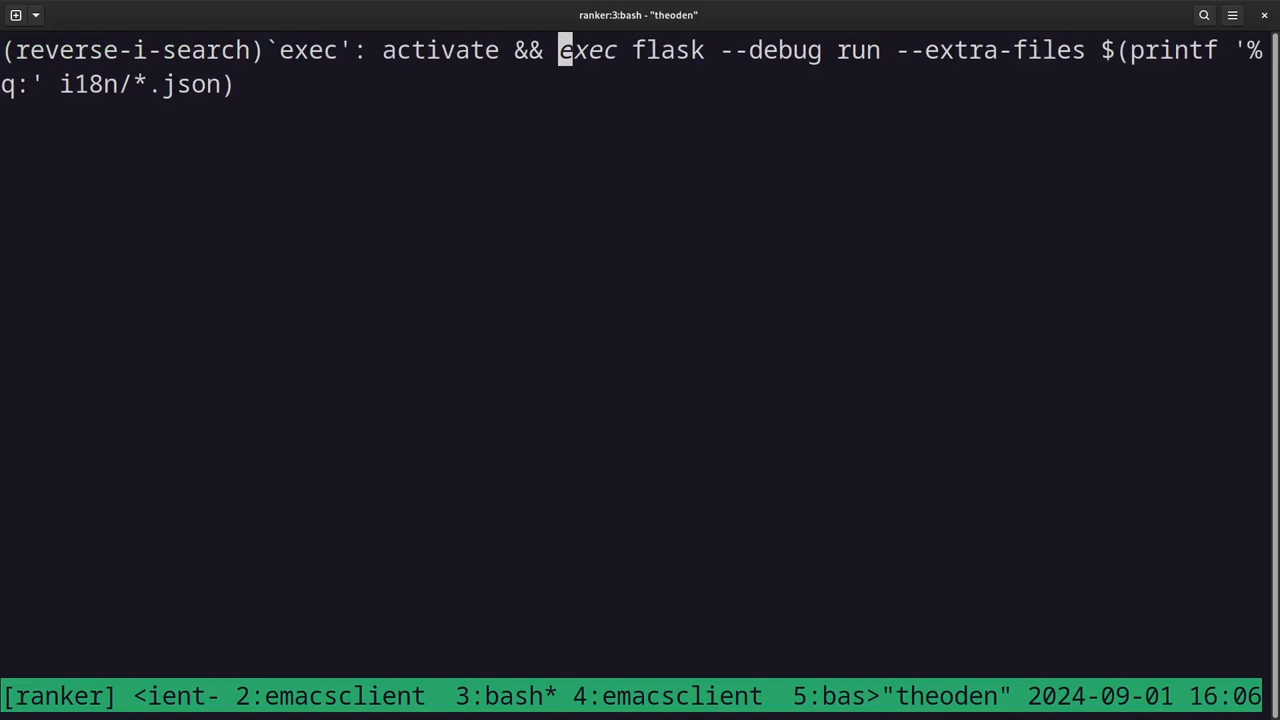 ranker:3:bash - "theoden"
(reverse-i-search)`exec': activate && exec flask --debug run --extra-files $(printf '%
q:' i18n/*.json)
[ranker] <ient- 2:emacsclient  3:bash* 4:emacsclient  5:bas>"theoden" 2024-09-01 16:06